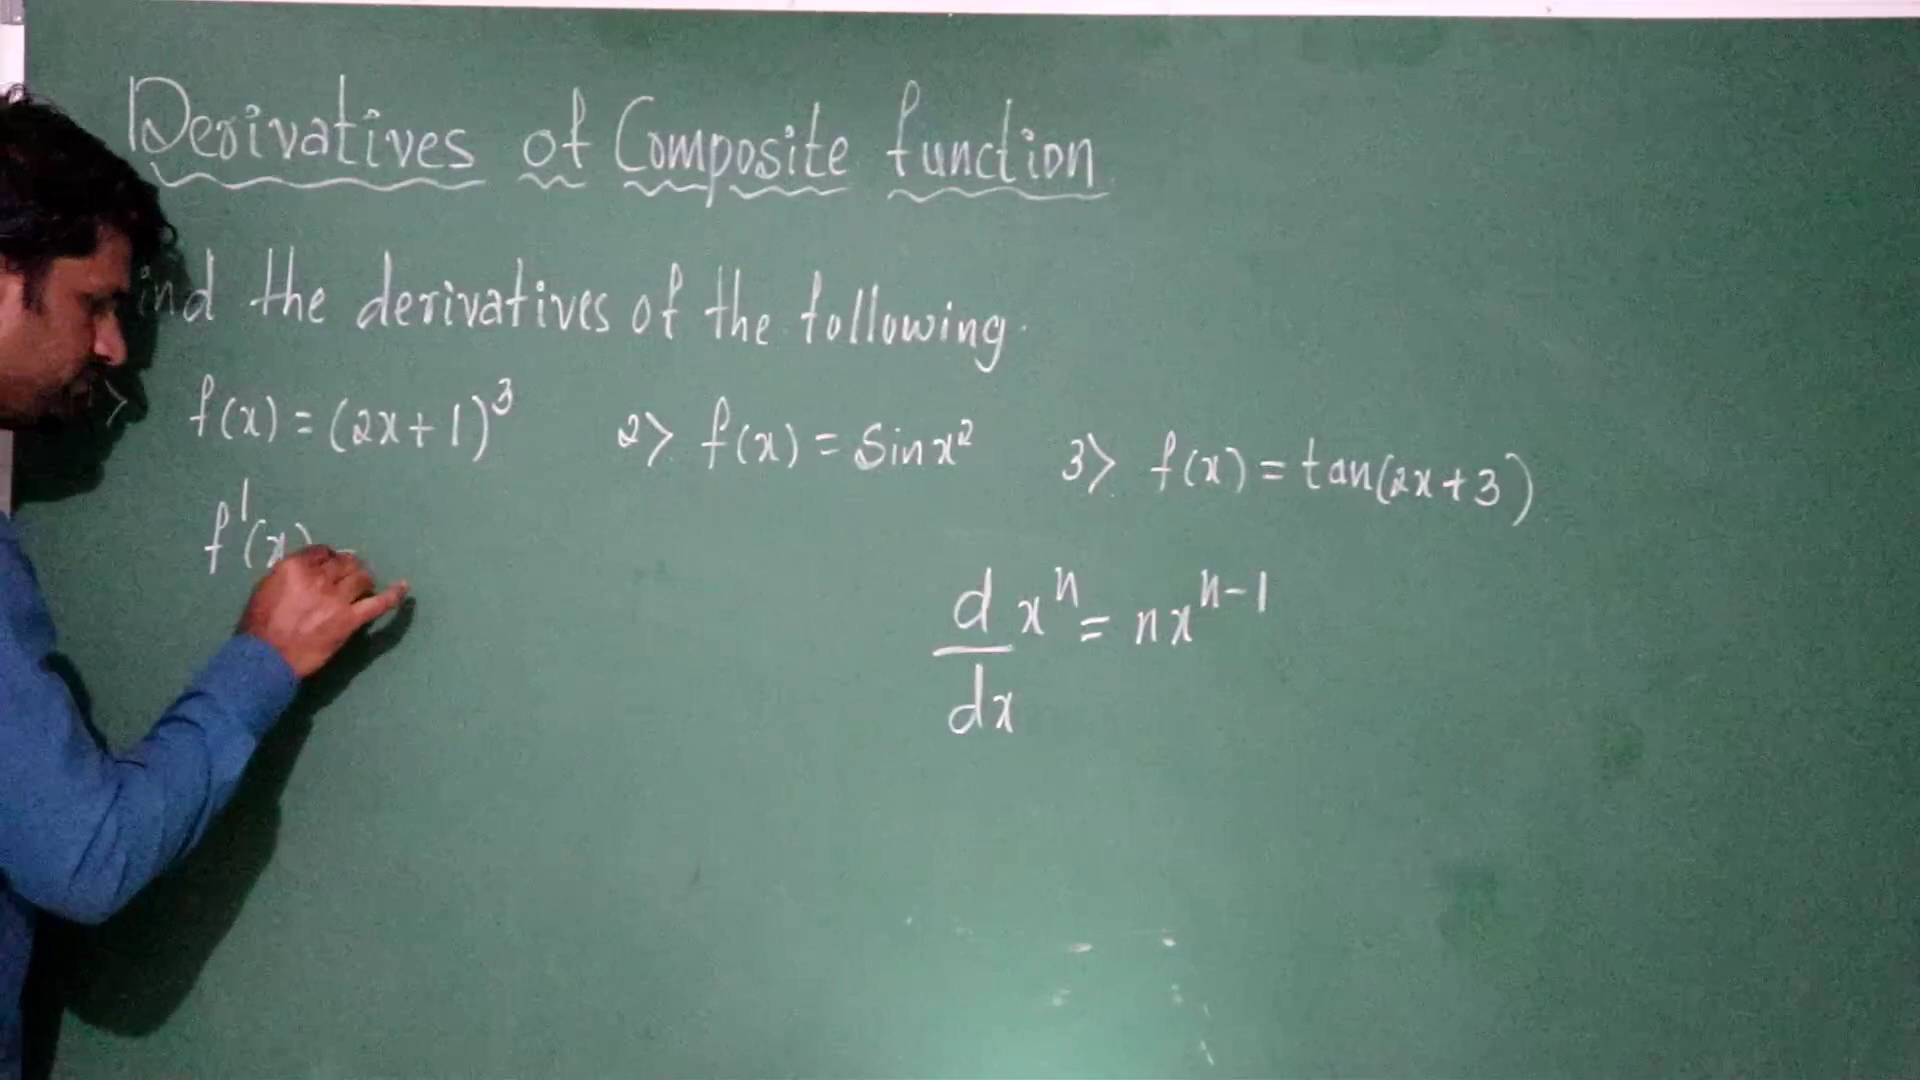 Derivatives of Composite function
the derivatives of the following.
f(x) = (2x+1)³ 2> f(x) = Sin x² 3> f(x) = tan(2x+3)
f'(x) =
d/dx xⁿ = nxⁿ⁻¹